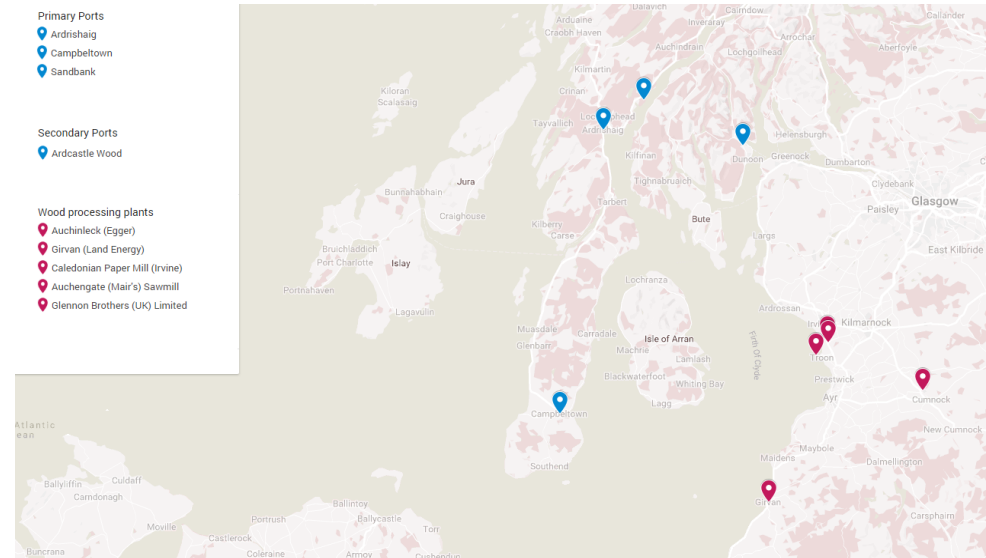 Primary Ports
Ardrishaig
Campbeltown
Sandbank
Secondary Ports
Ardcastle Wood
Wood processing plants
Auchinleck (Egger)
Girvan (Land Energy)
Caledonian Paper Mill (Irvine)
Auchengate (Mair's) Sawmill
Glennon Brothers (UK) Limited
Dalavich
Cairndow
Callander
Arduaine
Inveraray
Craobh Haven
Arrochar
Auchindrain
Lochgoilhead
Aberfoyle
Kilmartin
Kiloran
Crinan
Scalasaig
Tayvallich
Ardrishaig
Helensburgh
Kilfinan
Dunoon
Greenock
Dumbarton
Jura
Tighnabruaich
Clydebank
Bunnahabhain
Tarbert
Glasgow
Paisley
Craighouse
Bute
Kilberry
Carse
Largs
East Kilbride
Bruichladdich
Port Charlotte
Islay
Lochranza
Portnahaven
Lagavulin
Ardrossan
Muasdale
Carradale
Kilmarnock
Glenbarr
Isle of Arran
Machrie
Lamlash
Firth Of Clyde
Troon
Blackwaterfoot
Whiting Bay
Prestwick
Ayr
Cumnock
Lagg
Campbeltown
Atlantic
New Cumnock
Maybole
Maidens
Dalmellington
Southend
Ballyliffin
Culdaff
Carndonagh
Girvan
Ballintoy
Carsphairn
Portrush
Ballycastle
Moville
Torr
Castlerock
Buncrana
Coleraine
Armoy
Cushendun